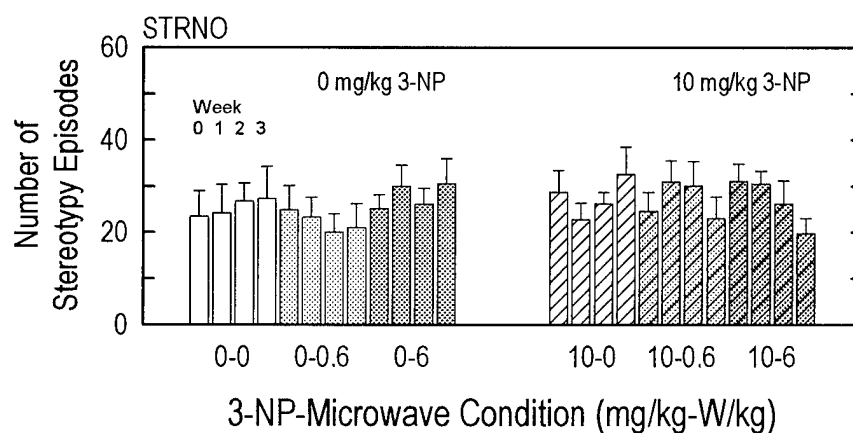 STRNO
60
0 mg/kg 3-NP
10 mg/kg 3-NP
Week
0 1 2 3
40
20
0
Number of
Stereotypy Episodes
0-0
0-0.6
0-6
10-0
10-0.6
10-6
3-NP-Microwave Condition (mg/kg-W/kg)